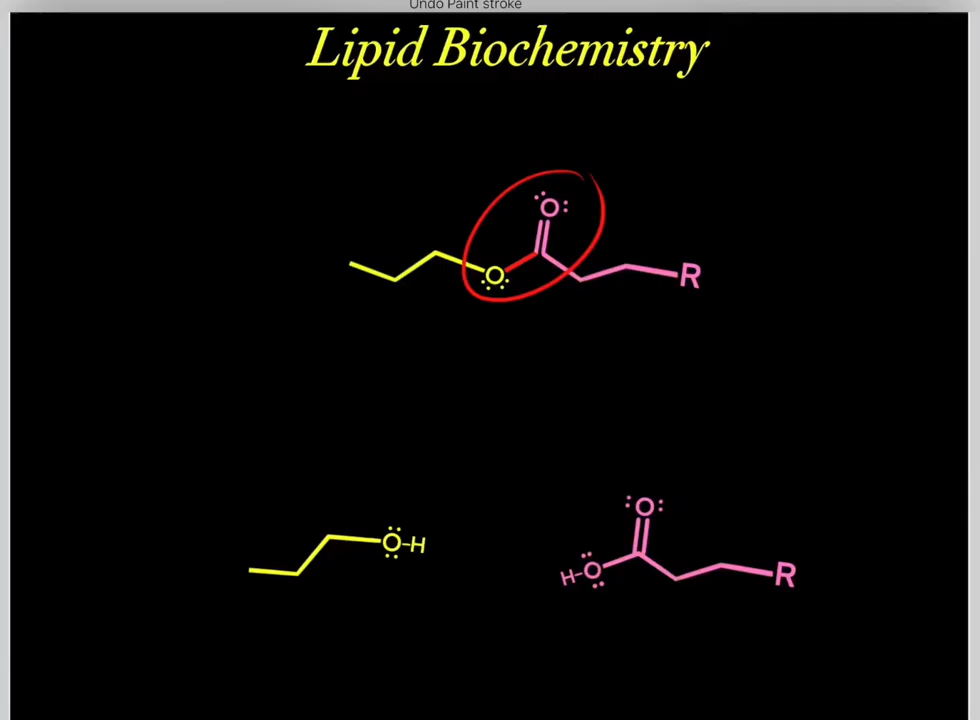 Undo Paint stroke
Lipid Biochemistry
O
O
R
O
O-H
H-O
R